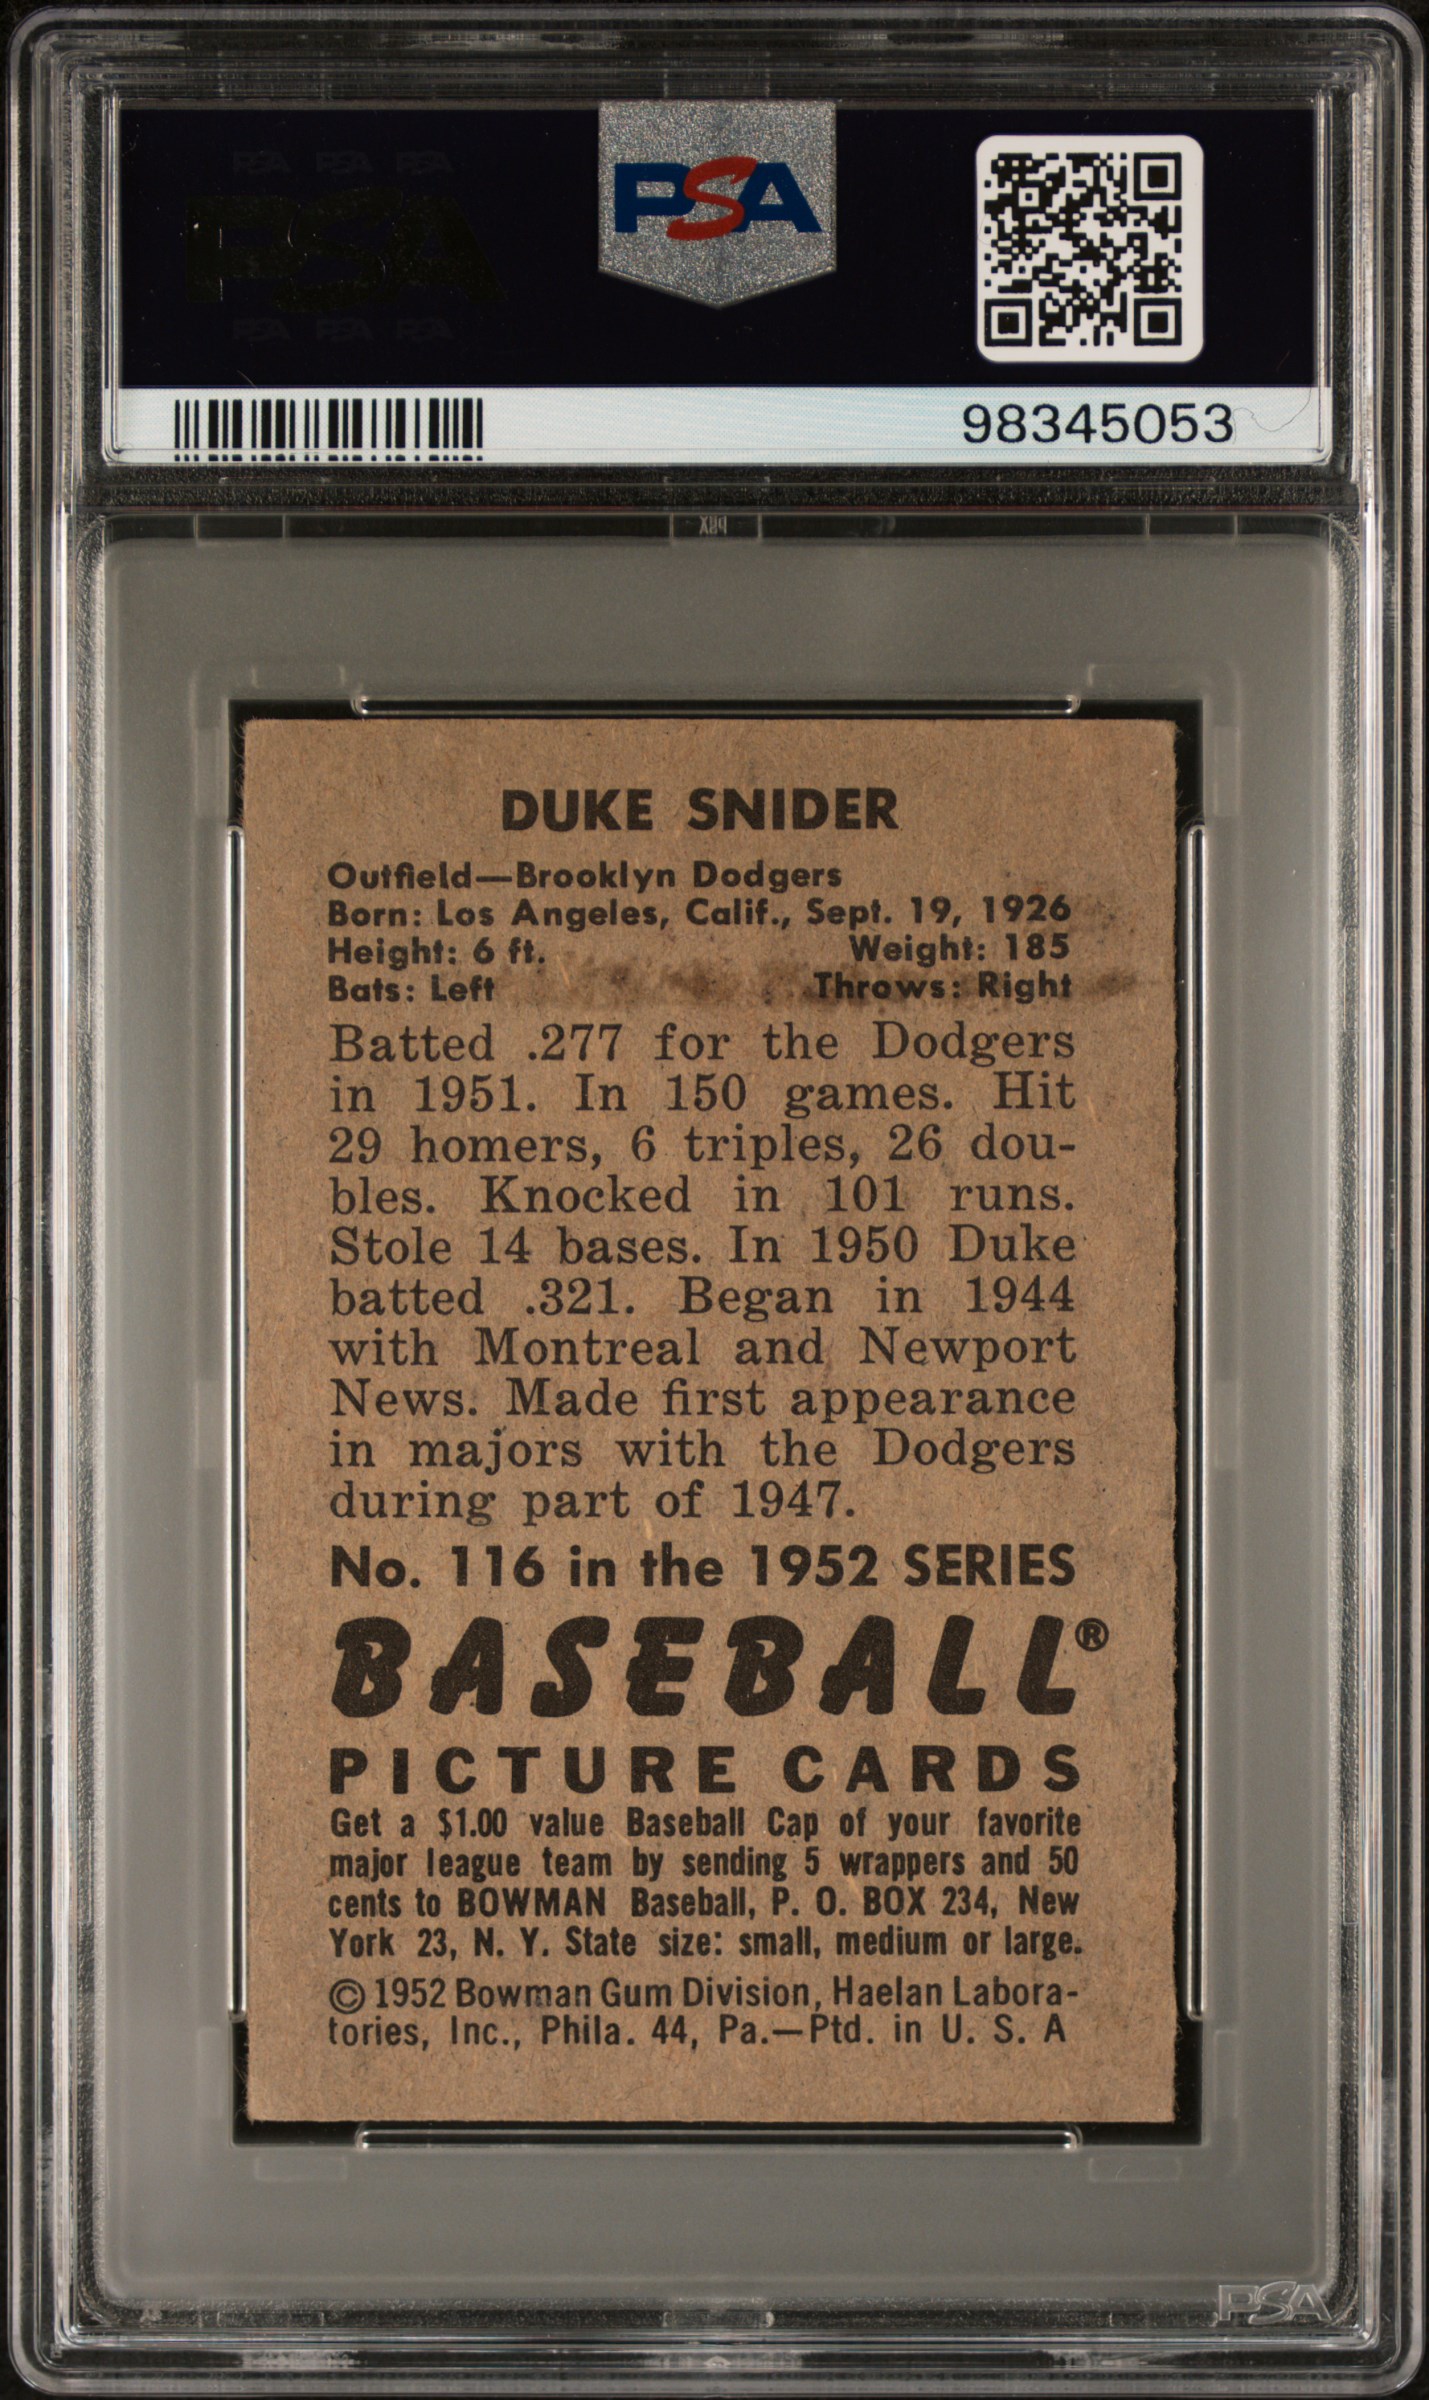 PSA
98345053
DUKE SNIDER
Outfield—Brooklyn Dodgers
Born: Los Angeles, Calif., Sept. 19, 1926
Height: 6 ft. Weight: 185
Bats: Left Throws: Right
Batted .277 for the Dodgers
in 1951. In 150 games. Hit
29 homers, 6 triples, 26 dou-
bles. Knocked in 101 runs.
Stole 14 bases. In 1950 Duke
batted .321. Began in 1944
with Montreal and Newport
News. Made first appearance
in majors with the Dodgers
during part of 1947.
No. 116 in the 1952 SERIES
BASEBALL®
PICTURE CARDS
Get a $1.00 value Baseball Cap of your favorite
major league team by sending 5 wrappers and 50
cents to BOWMAN Baseball, P. O. BOX 234, New
York 23, N. Y. State size: small, medium or large.
© 1952 Bowman Gum Division, Haelan Labora-
tories, Inc., Phila. 44, Pa.—Ptd. in U. S. A
PSA